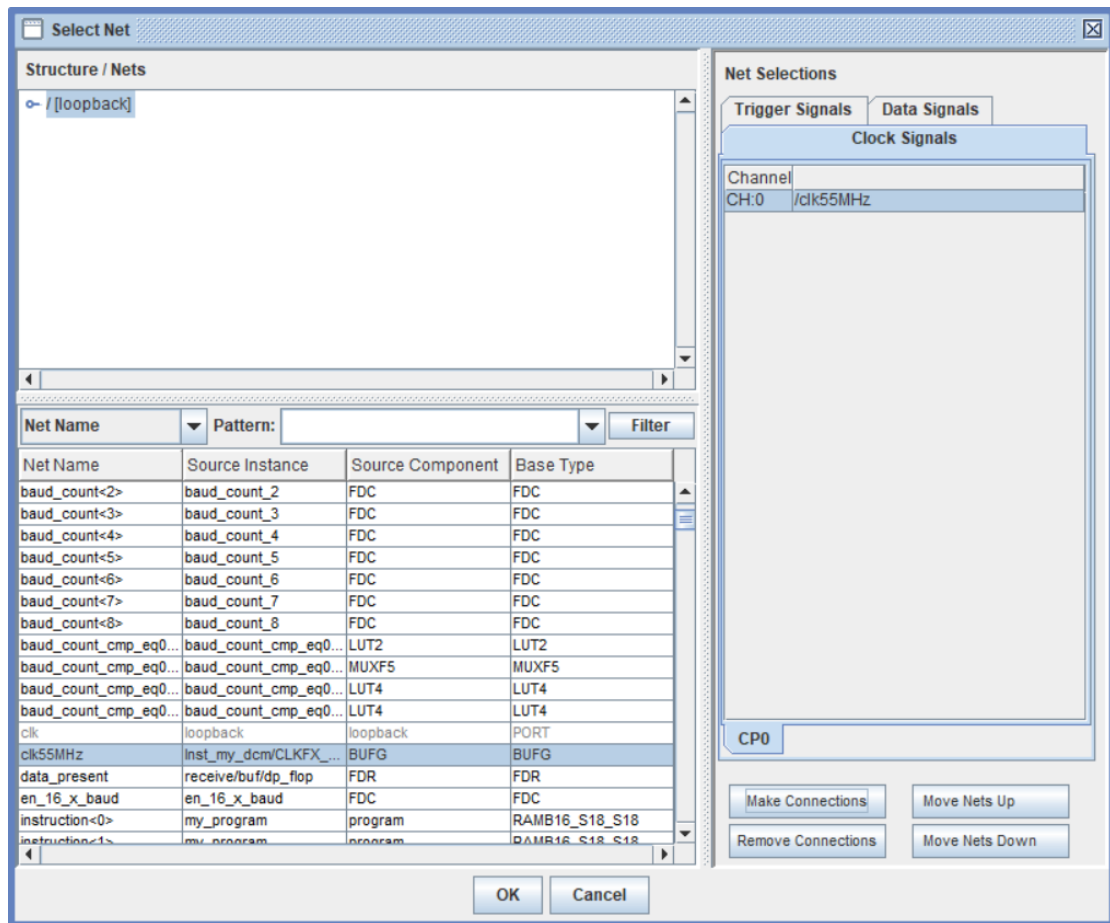 Select Net
Structure / Nets
/ [loopback]
Net Name Pattern: Filter
Net Name Source Instance Source Component Base Type
baud_count<2> baud_count_2 FDC FDC
baud_count<3> baud_count_3 FDC FDC
baud_count<4> baud_count_4 FDC FDC
baud_count<5> baud_count_5 FDC FDC
baud_count<6> baud_count_6 FDC FDC
baud_count<7> baud_count_7 FDC FDC
baud_count<8> baud_count_8 FDC FDC
baud_count_cmp_eq0... baud_count_cmp_eq0... LUT2 LUT2
baud_count_cmp_eq0... baud_count_cmp_eq0... MUXF5 MUXF5
baud_count_cmp_eq0... baud_count_cmp_eq0... LUT4 LUT4
baud_count_cmp_eq0... baud_count_cmp_eq0... LUT4 LUT4
clk loopback loopback PORT
clk55MHz Inst_my_dcm/CLKFX_... BUFG BUFG
data_present receive/buf/dp_flop FDR FDR
en_16_x_baud en_16_x_baud FDC FDC
instruction<0> my_program program RAMB16_S18_S18
instruction<1> my_program program RAMB16_S18_S18
Net Selections
Trigger Signals Data Signals
Clock Signals
Channel
CH:0 /clk55MHz
CP0
Make Connections Move Nets Up
Remove Connections Move Nets Down
OK Cancel